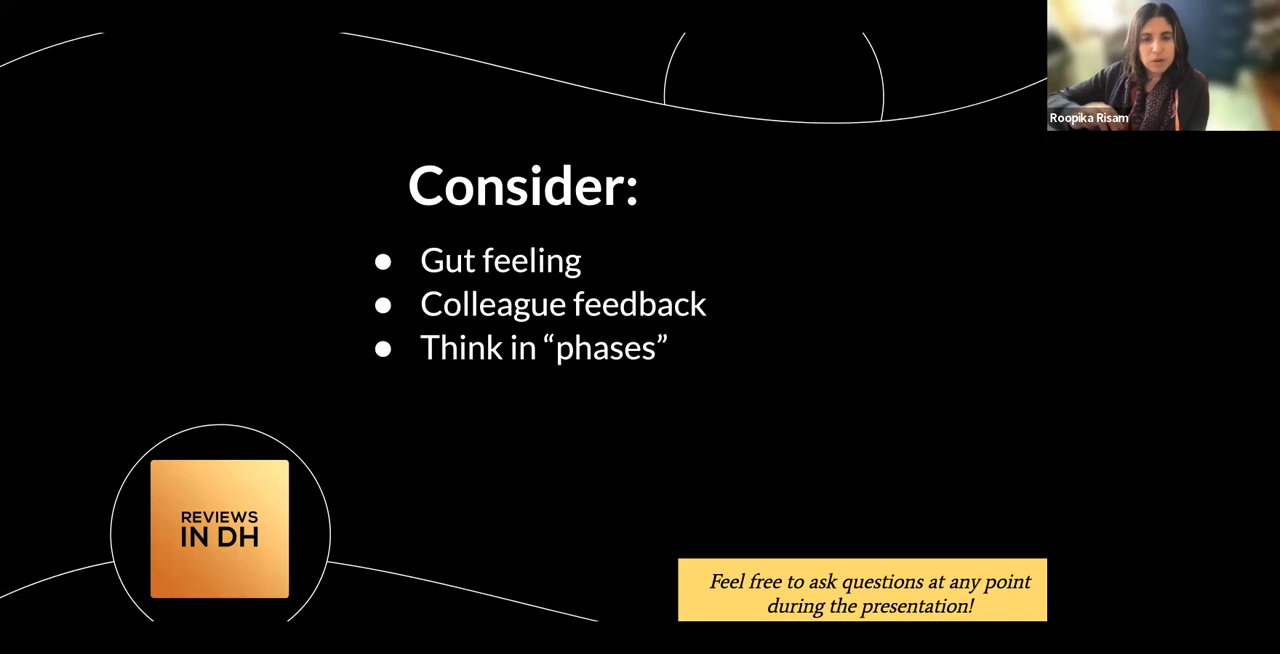 Roopika Risam
Consider:
● Gut feeling
● Colleague feedback
● Think in “phases”
REVIEWS
IN DH
Feel free to ask questions at any point
during the presentation!